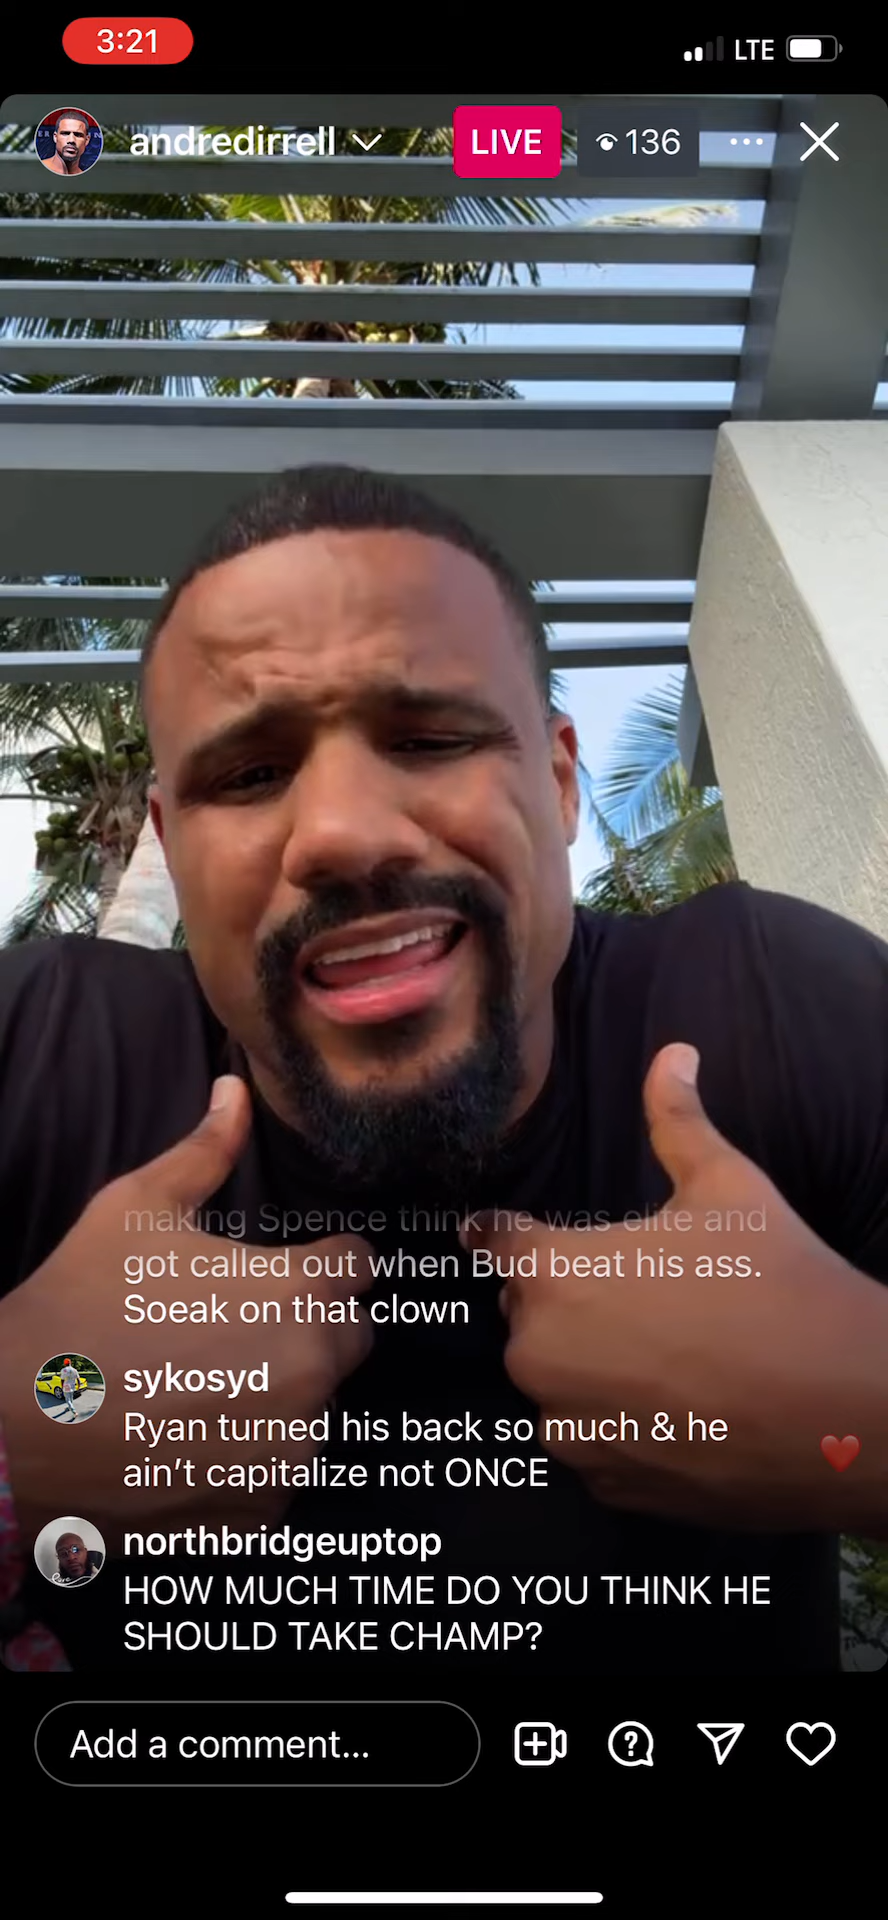 3:21
LTE
andredirrell
LIVE
136
making Spence think he was elite and
got called out when Bud beat his ass.
Soeak on that clown
sykosyd
Ryan turned his back so much & he
ain’t capitalize not ONCE
northbridgeuptop
HOW MUCH TIME DO YOU THINK HE
SHOULD TAKE CHAMP?
Add a comment...